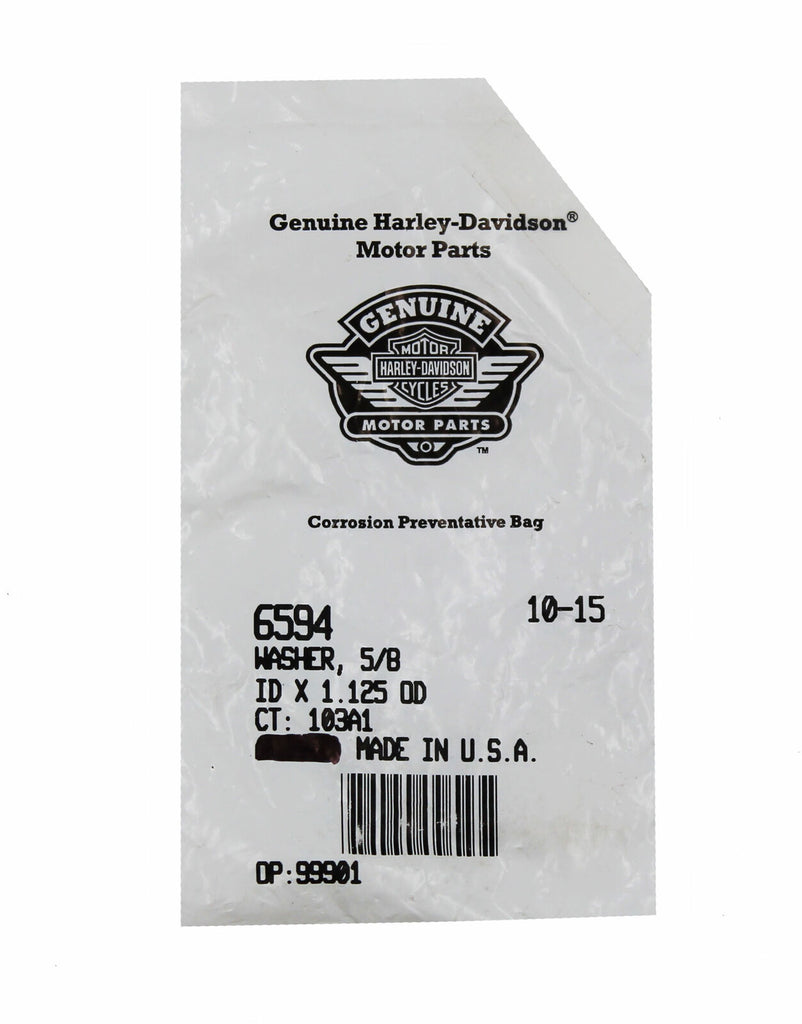 Genuine Harley-Davidson®
Motor Parts
GENUINE
MOTOR
HARLEY-DAVIDSON
CYCLES
MOTOR PARTS
TM
Corrosion Preventative Bag
6594
10-15
WASHER, 5/8
ID X 1.125 OD
CT: 103A1
MADE IN U.S.A.
OP:99901